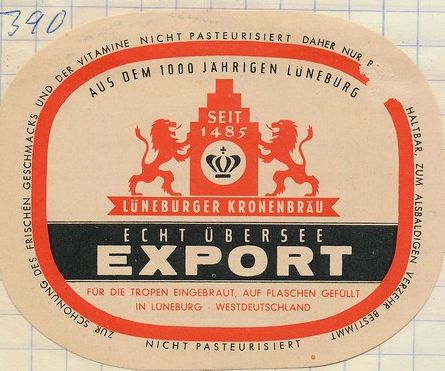 390
ZUR SCHONUNG DES FRISCHEN GESCHMACKS UND DER VITAMINE NICHT PASTEURISIERT DAHER NUR
HALTBAR, ZUM ALSBALDIGEN VERZEHR BESTIMMT
AUS DEM 1000 JÄHRIGEN LÜNEBURG
SEIT
1485
LÜNEBURGER KRONENBRÄU
ECHT ÜBERSEE
EXPORT
FÜR DIE TROPEN EINGEBRAUT, AUF FLASCHEN GEFÜLLT
IN LÜNEBURG - WESTDEUTSCHLAND
NICHT PASTEURISIERT